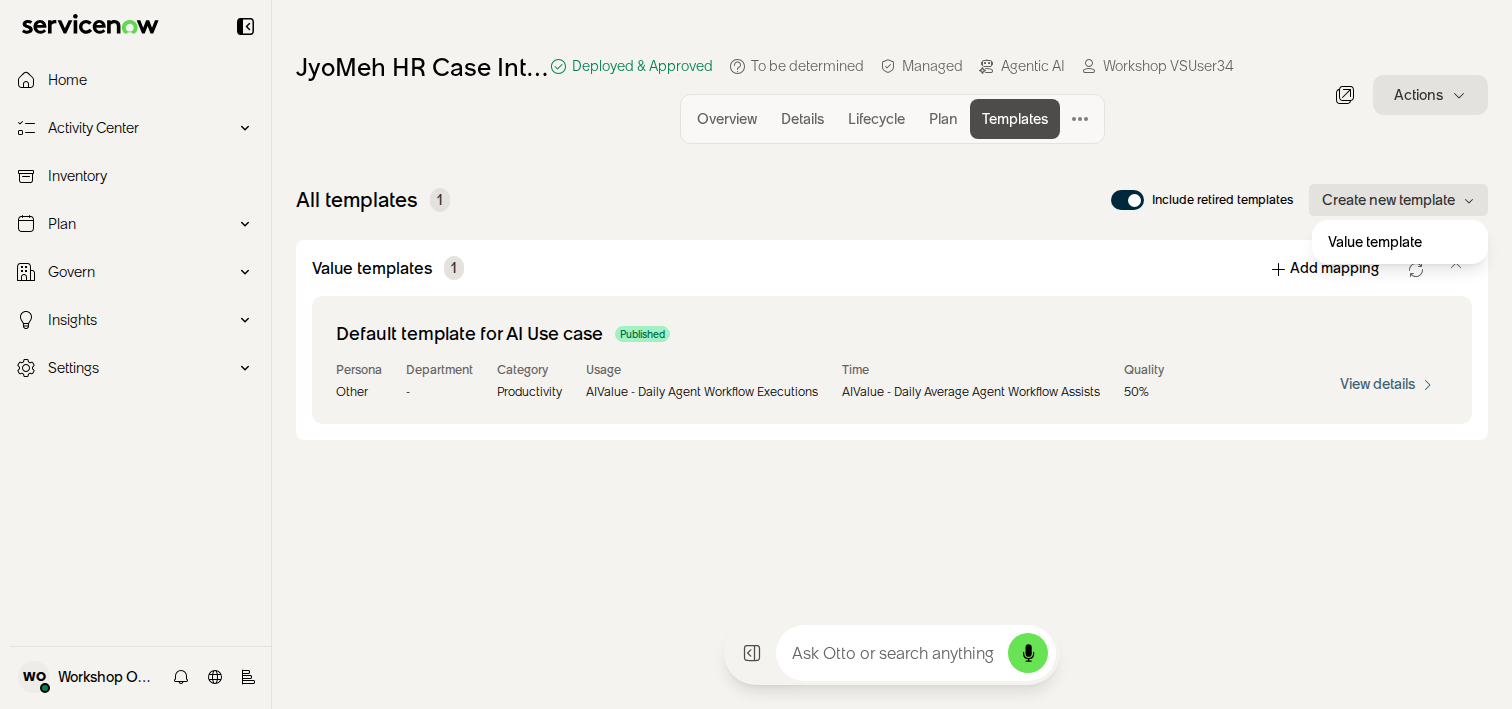 servicenow
Home
Activity Center
Inventory
Plan
Govern
Insights
Settings
WO
Workshop O...
JyoMeh HR Case Int...
Deployed & Approved
To be determined
Managed
Agentic AI
Workshop VSUser34
Actions
Overview
Details
Lifecycle
Plan
Templates
All templates 1
Include retired templates
Create new template
Value template
Value templates 1
Add mapping
Default template for AI Use case
Published
Persona Department Category Usage Time Quality
Other - Productivity AIValue - Daily Agent Workflow Executions AIValue - Daily Average Agent Workflow Assists 50%
View details
Ask Otto or search anything